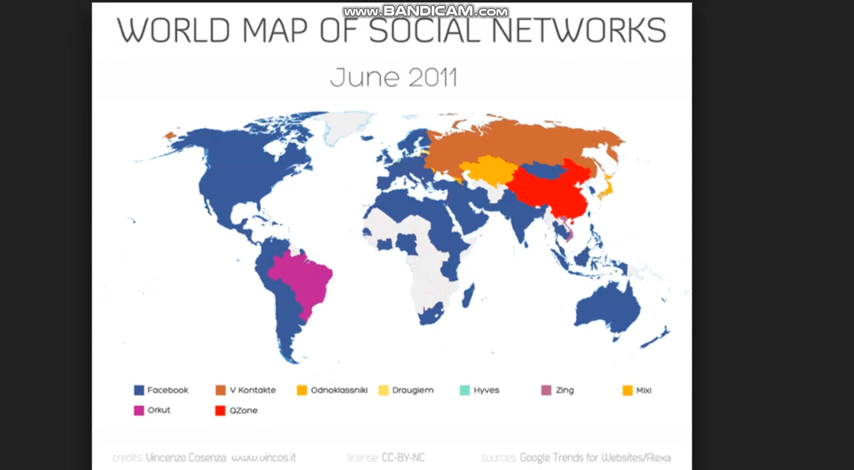 www.BANDICAM.com
WORLD MAP OF SOCIAL NETWORKS
June 2011
Facebook V Kontakte Odnoklassniki Draugiem Hyves Zing Mixi
Orkut QZone
credits: Vincenzo Cosenza www.vincos.it license: CC-BY-NC sources: Google Trends for Websites/Alexa